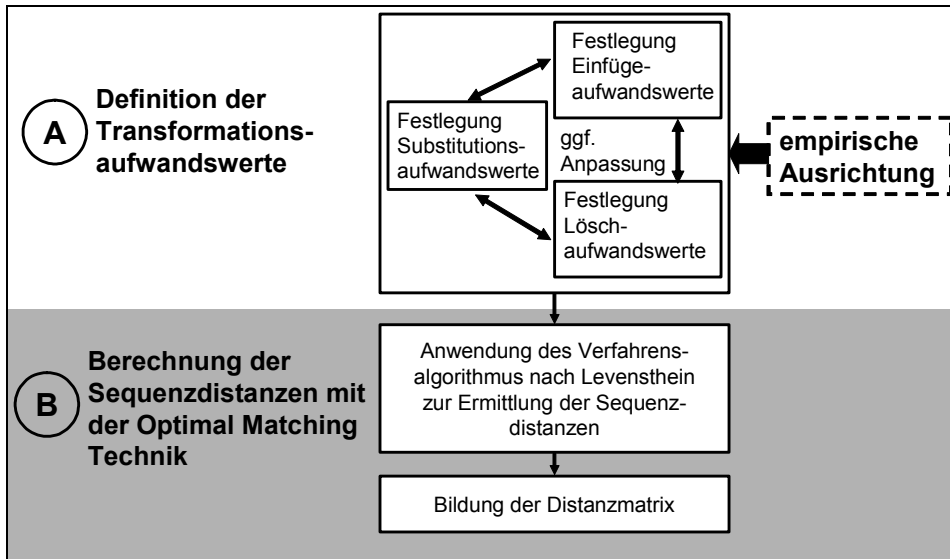 A
Definition der
Transformations-
aufwandswerte
Festlegung
Einfüge-
aufwandswerte
Festlegung
Substitutions-
aufwandswerte
ggf.
Anpassung
Festlegung
Lösch-
aufwandswerte
empirische
Ausrichtung
B
Berechnung der
Sequenzdistanzen mit
der Optimal Matching
Technik
Anwendung des Verfahrens-
algorithmus nach Levensthein
zur Ermittlung der Sequenz-
distanzen
Bildung der Distanzmatrix